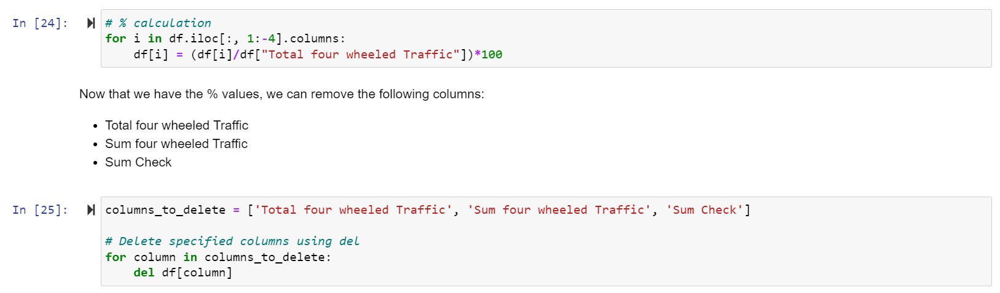 In [24]:
# % calculation
for i in df.iloc[:, 1:-4].columns:
    df[i] = (df[i]/df["Total four wheeled Traffic"])*100
Now that we have the % values, we can remove the following columns:
• Total four wheeled Traffic
• Sum four wheeled Traffic
• Sum Check
In [25]:
columns_to_delete = ['Total four wheeled Traffic', 'Sum four wheeled Traffic', 'Sum Check']
# Delete specified columns using del
for column in columns_to_delete:
    del df[column]